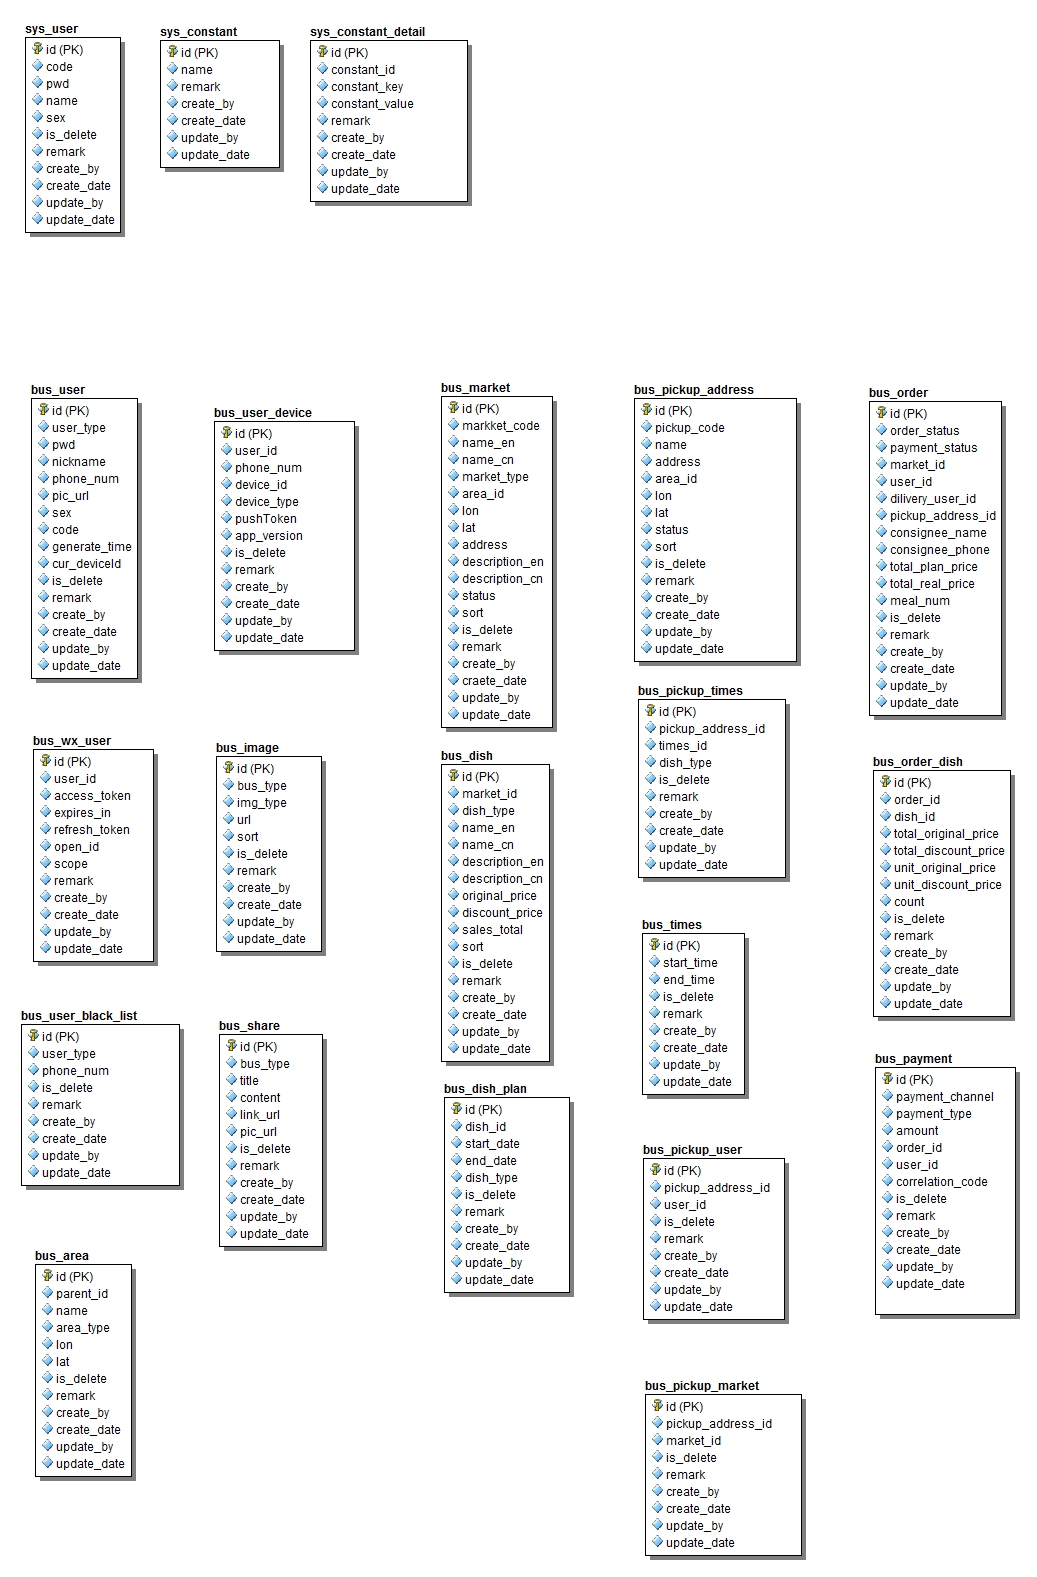 sys_user
id (PK)
code
pwd
name
sex
is_delete
remark
create_by
create_date
update_by
update_date
sys_constant
id (PK)
name
remark
create_by
create_date
update_by
update_date
sys_constant_detail
id (PK)
constant_id
constant_key
constant_value
remark
create_by
create_date
update_by
update_date
bus_user
id (PK)
user_type
pwd
nickname
phone_num
pic_url
sex
code
generate_time
cur_deviceId
is_delete
remark
create_by
create_date
update_by
update_date
bus_user_device
id (PK)
user_id
phone_num
device_id
device_type
pushToken
app_version
is_delete
remark
create_by
create_date
update_by
update_date
bus_market
id (PK)
markket_code
name_en
name_cn
market_type
area_id
lon
lat
address
description_en
description_cn
status
sort
is_delete
remark
create_by
craete_date
update_by
update_date
bus_pickup_address
id (PK)
pickup_code
name
address
area_id
lon
lat
status
sort
is_delete
remark
create_by
create_date
update_by
update_date
bus_order
id (PK)
order_status
payment_status
market_id
user_id
dilivery_user_id
pickup_address_id
consignee_name
consignee_phone
total_plan_price
total_real_price
meal_num
is_delete
remark
create_by
create_date
update_by
update_date
bus_wx_user
id (PK)
user_id
access_token
expires_in
refresh_token
open_id
scope
remark
create_by
create_date
update_by
update_date
bus_image
id (PK)
bus_type
img_type
url
sort
is_delete
remark
create_by
create_date
update_by
update_date
bus_dish
id (PK)
market_id
dish_type
name_en
name_cn
description_en
description_cn
original_price
discount_price
sales_total
sort
is_delete
remark
create_by
create_date
update_by
update_date
bus_pickup_times
id (PK)
pickup_address_id
times_id
dish_type
is_delete
remark
create_by
create_date
update_by
update_date
bus_order_dish
id (PK)
order_id
dish_id
total_original_price
total_discount_price
unit_original_price
unit_discount_price
count
is_delete
remark
create_by
create_date
update_by
update_date
bus_times
id (PK)
start_time
end_time
is_delete
remark
create_by
create_date
update_by
update_date
bus_user_black_list
id (PK)
user_type
phone_num
is_delete
remark
create_by
create_date
update_by
update_date
bus_share
id (PK)
bus_type
title
content
link_url
pic_url
is_delete
remark
create_by
create_date
update_by
update_date
bus_dish_plan
id (PK)
dish_id
start_date
end_date
dish_type
is_delete
remark
create_by
create_date
update_by
update_date
bus_pickup_user
id (PK)
pickup_address_id
user_id
is_delete
remark
create_by
create_date
update_by
update_date
bus_payment
id (PK)
payment_channel
payment_type
amount
order_id
user_id
correlation_code
is_delete
remark
create_by
create_date
update_by
update_date
bus_area
id (PK)
parent_id
name
area_type
lon
lat
is_delete
remark
create_by
create_date
update_by
update_date
bus_pickup_market
id (PK)
pickup_address_id
market_id
is_delete
remark
create_by
create_date
update_by
update_date